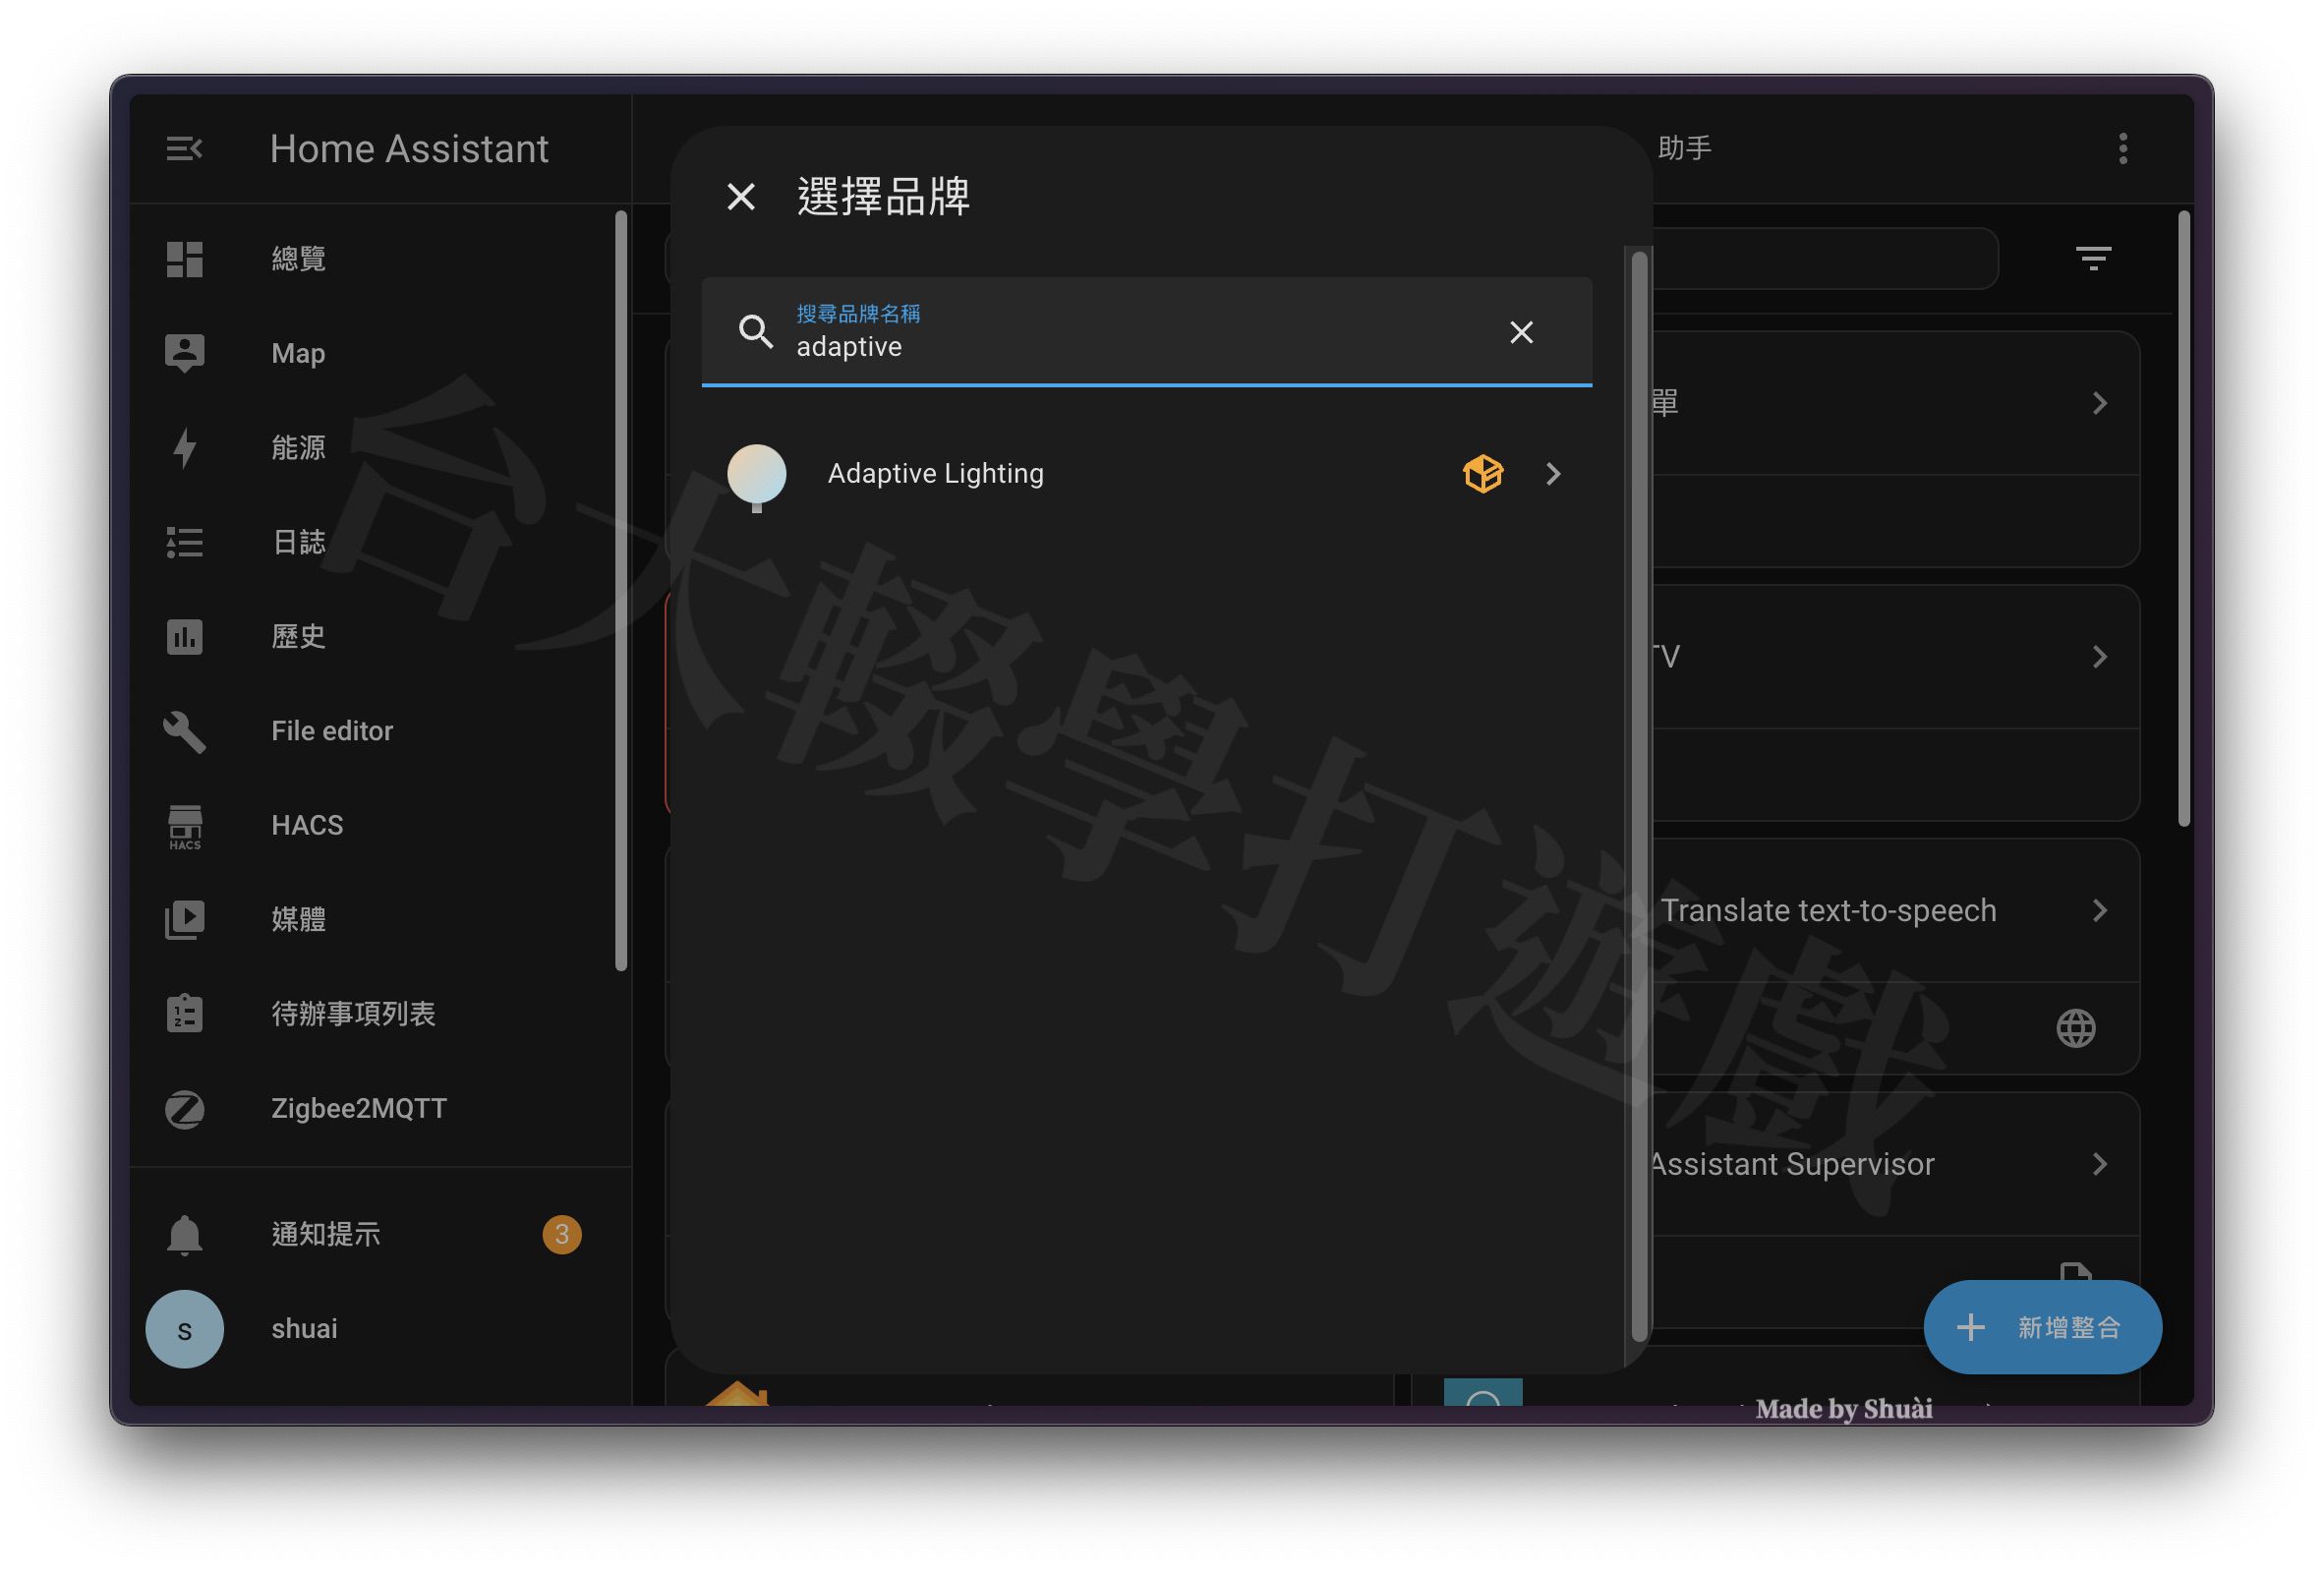 Home Assistant
總覽
Map
能源
日誌
歷史
File editor
HACS
HACS
媒體
待辦事項列表
Zigbee2MQTT
通知提示
3
s
shuai
選擇品牌
搜尋品牌名稱
adaptive
Adaptive Lighting
助手
單
TV
Translate text-to-speech
Assistant Supervisor
新增整合
台大輟學打遊戲
Made by Shuài